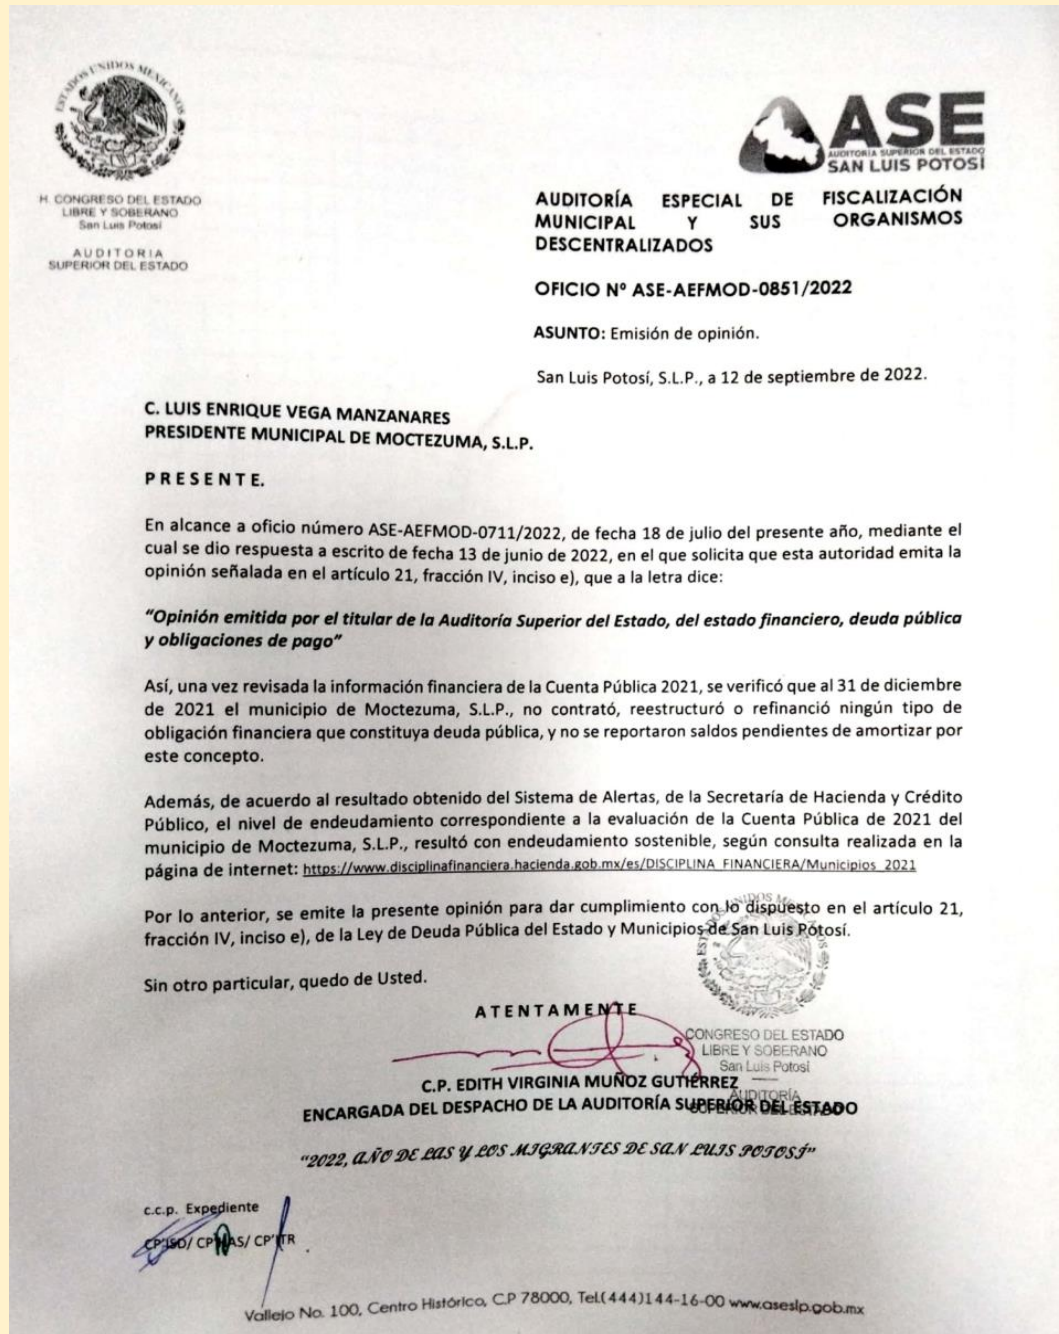 ESTADOS UNIDOS MEXICANOS
H. CONGRESO DEL ESTADO
LIBRE Y SOBERANO
San Luis Potosí
AUDITORIA
SUPERIOR DEL ESTADO
ASE
AUDITORÍA SUPERIOR DEL ESTADO
SAN LUIS POTOSÍ
AUDITORÍA ESPECIAL DE FISCALIZACIÓN
MUNICIPAL Y SUS ORGANISMOS
DESCENTRALIZADOS
OFICIO Nº ASE-AEFMOD-0851/2022
ASUNTO: Emisión de opinión.
San Luis Potosí, S.L.P., a 12 de septiembre de 2022.
C. LUIS ENRIQUE VEGA MANZANARES
PRESIDENTE MUNICIPAL DE MOCTEZUMA, S.L.P.
P R E S E N T E.
En alcance a oficio número ASE-AEFMOD-0711/2022, de fecha 18 de julio del presente año, mediante el
cual se dio respuesta a escrito de fecha 13 de junio de 2022, en el que solicita que esta autoridad emita la
opinión señalada en el artículo 21, fracción IV, inciso e), que a la letra dice:
"Opinión emitida por el titular de la Auditoría Superior del Estado, del estado financiero, deuda pública
y obligaciones de pago"
Así, una vez revisada la información financiera de la Cuenta Pública 2021, se verificó que al 31 de diciembre
de 2021 el municipio de Moctezuma, S.L.P., no contrató, reestructuró o refinanció ningún tipo de
obligación financiera que constituya deuda pública, y no se reportaron saldos pendientes de amortizar por
este concepto.
Además, de acuerdo al resultado obtenido del Sistema de Alertas, de la Secretaría de Hacienda y Crédito
Público, el nivel de endeudamiento correspondiente a la evaluación de la Cuenta Pública de 2021 del
municipio de Moctezuma, S.L.P., resultó con endeudamiento sostenible, según consulta realizada en la
página de internet: https://www.disciplinafinanciera.hacienda.gob.mx/es/DISCIPLINA_FINANCIERA/Municipios_2021
Por lo anterior, se emite la presente opinión para dar cumplimiento con lo dispuesto en el artículo 21,
fracción IV, inciso e), de la Ley de Deuda Pública del Estado y Municipios de San Luis Potosí.
Sin otro particular, quedo de Usted.
A T E N T A M E N T E
CONGRESO DEL ESTADO
LIBRE Y SOBERANO
San Luis Potosí
AUDITORÍA
SUPERIOR DEL ESTADO
C.P. EDITH VIRGINIA MUÑOZ GUTIÉRREZ
ENCARGADA DEL DESPACHO DE LA AUDITORÍA SUPERIOR DEL ESTADO
"2022, AÑO DE LAS Y LOS MIGRANTES DE SAN LUIS POTOSÍ"
c.c.p. Expediente
Vallejo No. 100, Centro Histórico, C.P 78000, Tel.(444)144-16-00 www.aseslp.gob.mx